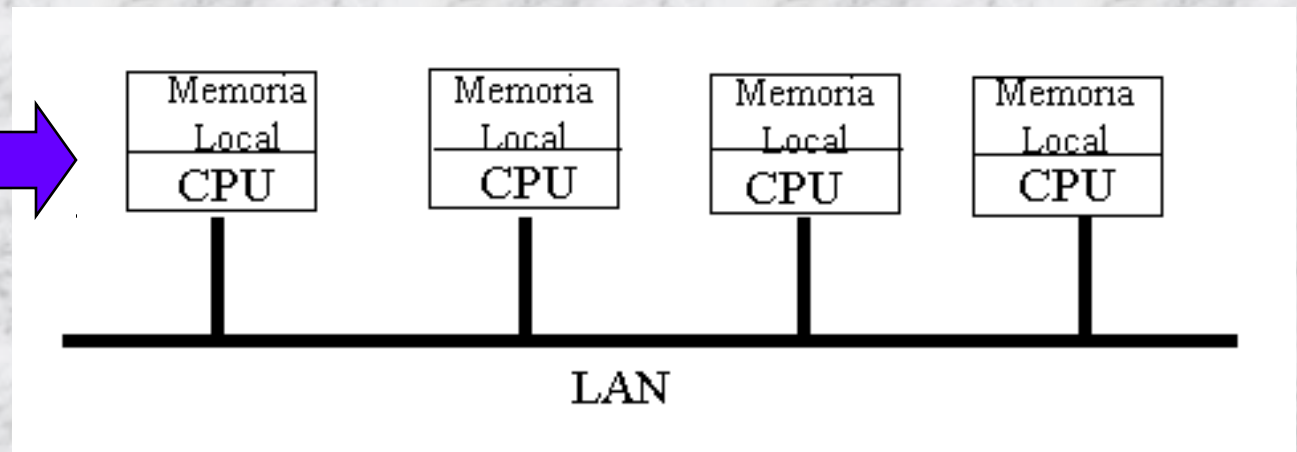 Memoria
Local
CPU
Memoria
Local
CPU
Memoria
Local
CPU
Memoria
Local
CPU
LAN